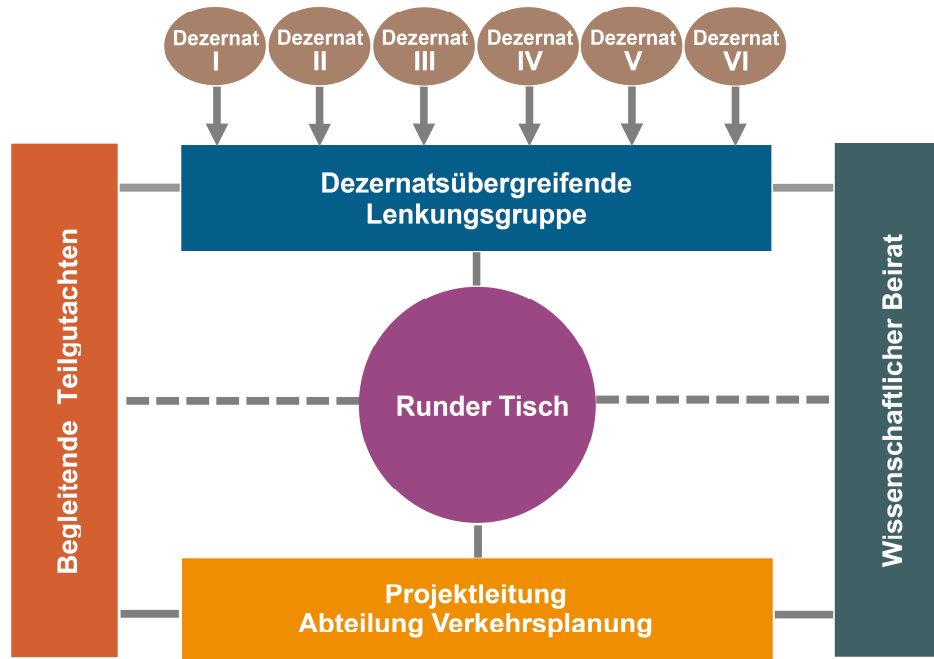 Dezernat
I
Dezernat
II
Dezernat
III
Dezernat
IV
Dezernat
V
Dezernat
VI
Dezernatsübergreifende
Lenkungsgruppe
Begleitende Teilgutachten
Runder Tisch
Wissenschaftlicher Beirat
Projektleitung
Abteilung Verkehrsplanung